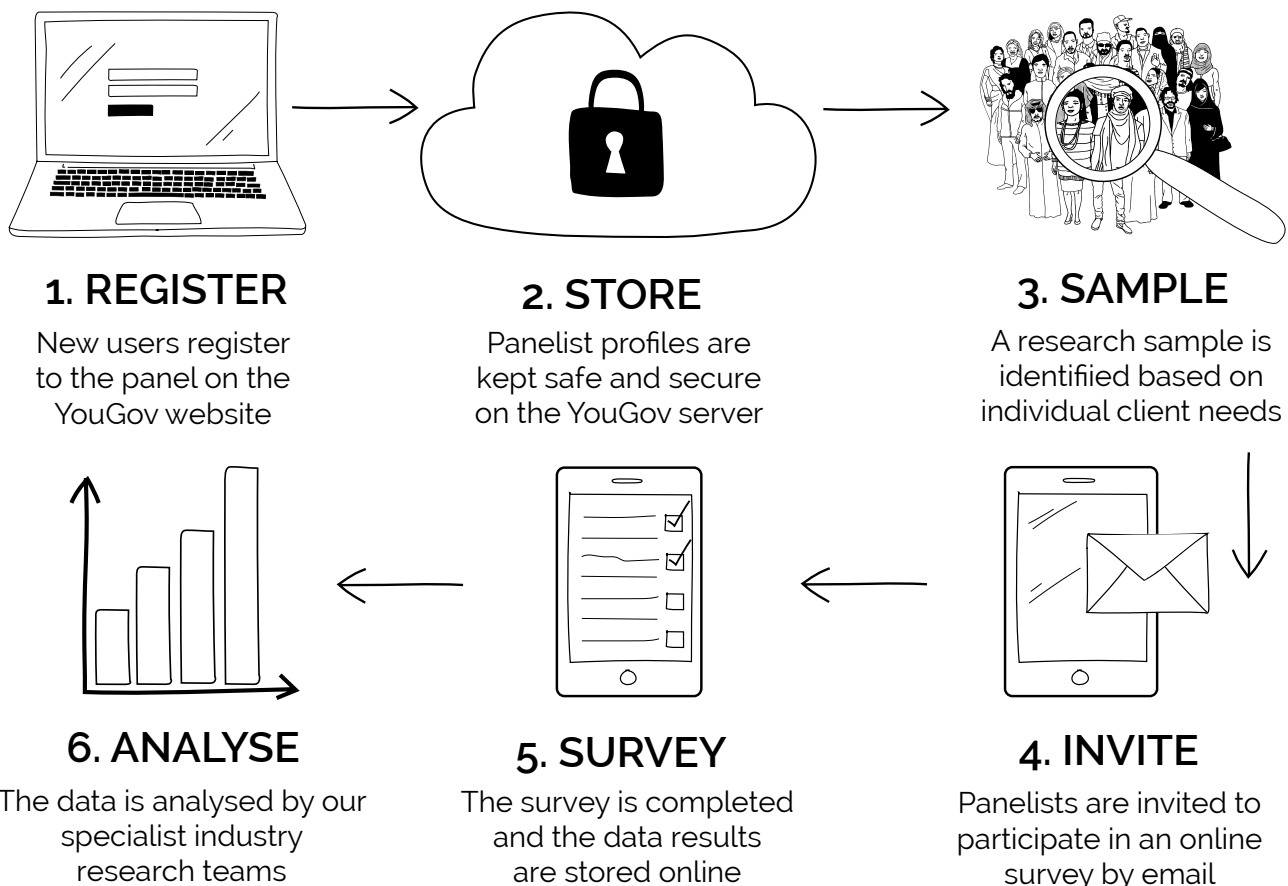 1. REGISTER
New users register
to the panel on the
YouGov website
2. STORE
Panelist profiles are
kept safe and secure
on the YouGov server
3. SAMPLE
A research sample is
identifiied based on
individual client needs
4. INVITE
Panelists are invited to
participate in an online
survey by email
5. SURVEY
The survey is completed
and the data results
are stored online
6. ANALYSE
The data is analysed by our
specialist industry
research teams